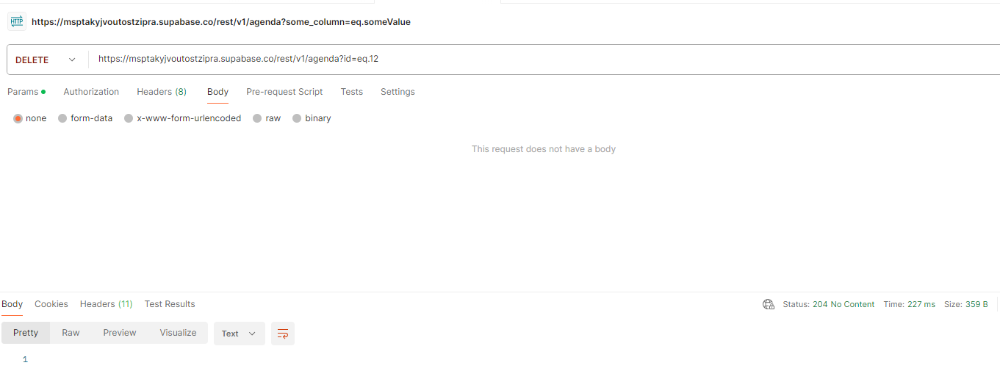 HTTP https://msptakyjvoutostzipra.supabase.co/rest/v1/agenda?some_column=eq.someValue
DELETE https://msptakyjvoutostzipra.supabase.co/rest/v1/agenda?id=eq.12
Params Authorization Headers (8) Body Pre-request Script Tests Settings
none form-data x-www-form-urlencoded raw binary
This request does not have a body
Body Cookies Headers (11) Test Results Status: 204 No Content Time: 227 ms Size: 359 B
Pretty Raw Preview Visualize Text
1